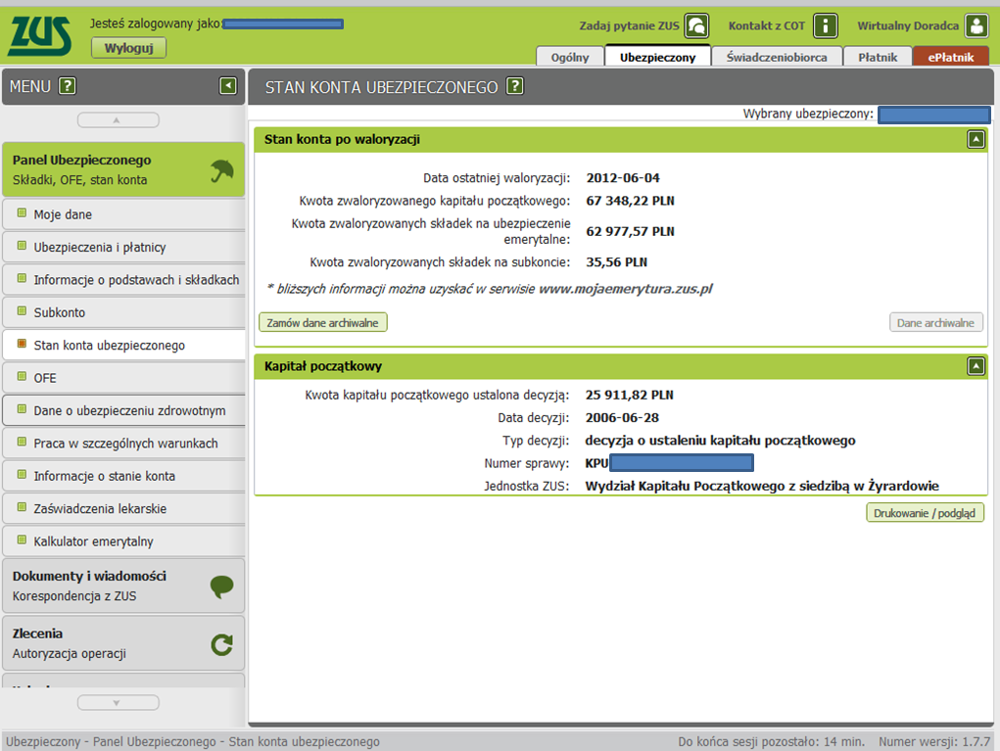 ZUS
Jesteś zalogowany jako:
Wyloguj
Zadaj pytanie ZUS
Kontakt z COT
Wirtualny Doradca
Ogólny
Ubezpieczony
Świadczeniobiorca
Płatnik
ePłatnik
MENU ?
STAN KONTA UBEZPIECZONEGO ?
Wybrany ubezpieczony:
Panel Ubezpieczonego
Składki, OFE, stan konta
Moje dane
Ubezpieczenia i płatnicy
Informacje o podstawach i składkach
Subkonto
Stan konta ubezpieczonego
OFE
Dane o ubezpieczeniu zdrowotnym
Praca w szczególnych warunkach
Informacje o stanie konta
Zaświadczenia lekarskie
Kalkulator emerytalny
Dokumenty i wiadomości
Korespondencja z ZUS
Zlecenia
Autoryzacja operacji
Stan konta po waloryzacji
Data ostatniej waloryzacji: 2012-06-04
Kwota zwaloryzowanego kapitału początkowego: 67 348,22 PLN
Kwota zwaloryzowanych składek na ubezpieczenie
emerytalne: 62 977,57 PLN
Kwota zwaloryzowanych składek na subkoncie: 35,56 PLN
* bliższych informacji można uzyskać w serwisie www.mojaemerytura.zus.pl
Zamów dane archiwalne
Dane archiwalne
Kapitał początkowy
Kwota kapitału początkowego ustalona decyzją: 25 911,82 PLN
Data decyzji: 2006-06-28
Typ decyzji: decyzja o ustaleniu kapitału początkowego
Numer sprawy: KPU
Jednostka ZUS: Wydział Kapitału Początkowego z siedzibą w Żyrardowie
Drukowanie / podgląd
Ubezpieczony - Panel Ubezpieczonego - Stan konta ubezpieczonego
Do końca sesji pozostało: 14 min. Numer wersji: 1.7.7